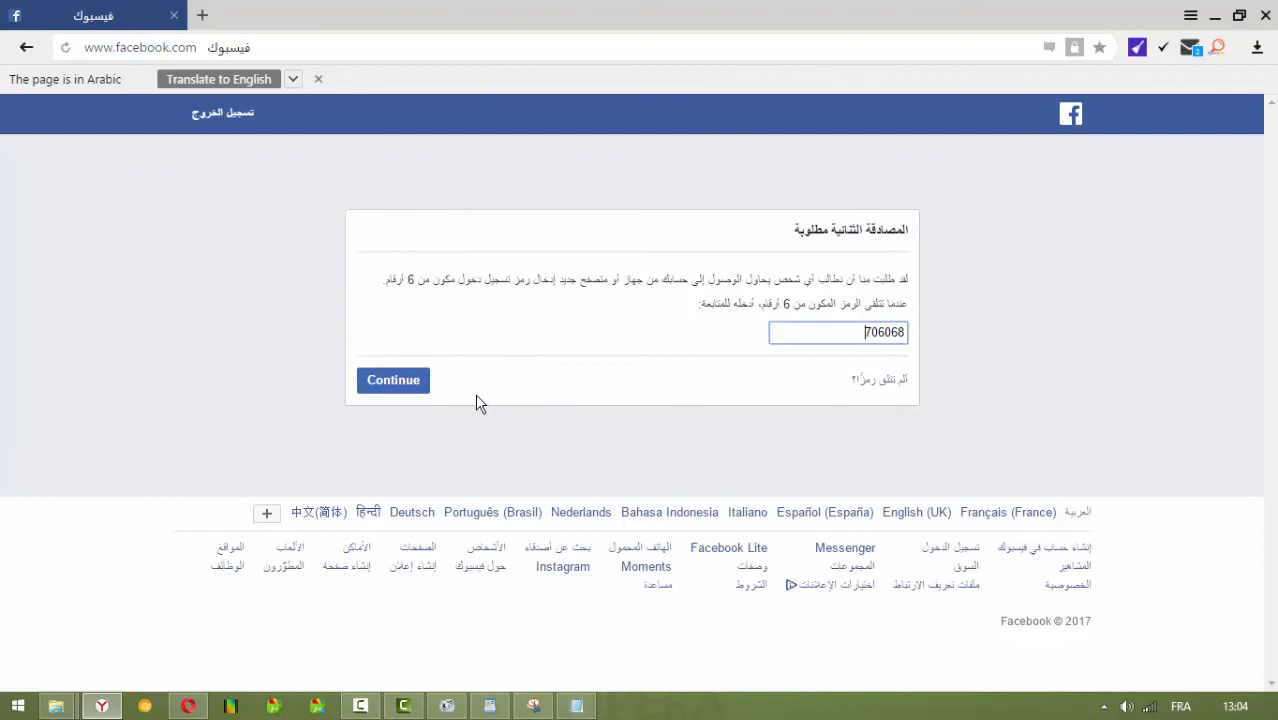 فيسبوك
www.facebook.com فيسبوك
2
The page is in Arabic
Translate to English
تسجيل الخروج
المصادقة الثنائية مطلوبة
لقد طلبت منا أن نطالب أي شخص يحاول الوصول إلى حسابك من جهاز أو متصفح جديد إدخال رمز تسجيل دخول مكون من 6 أرقام.
عندما تتلقى الرمز المكون من 6 أرقام، أدخله للمتابعة:
706068
ألم تتلق رمزًا؟
Continue
العربية Français (France) English (UK) Español (España) Italiano Bahasa Indonesia Nederlands Português (Brasil) Deutsch हिन्दी 中文(简体)
إنشاء حساب في فيسبوك تسجيل الدخول Messenger Facebook Lite الهاتف المحمول بحث عن أصدقاء الأشخاص الصفحات الأماكن الألعاب المواقع
المشاهير السوق المجموعات وصفات Moments Instagram حول فيسبوك إنشاء إعلان إنشاء صفحة المطوّرون الوظائف
الخصوصية ملفات تعريف الارتباط اختيارات الإعلانات الشروط مساعدة
Facebook © 2017
FRA
13:04